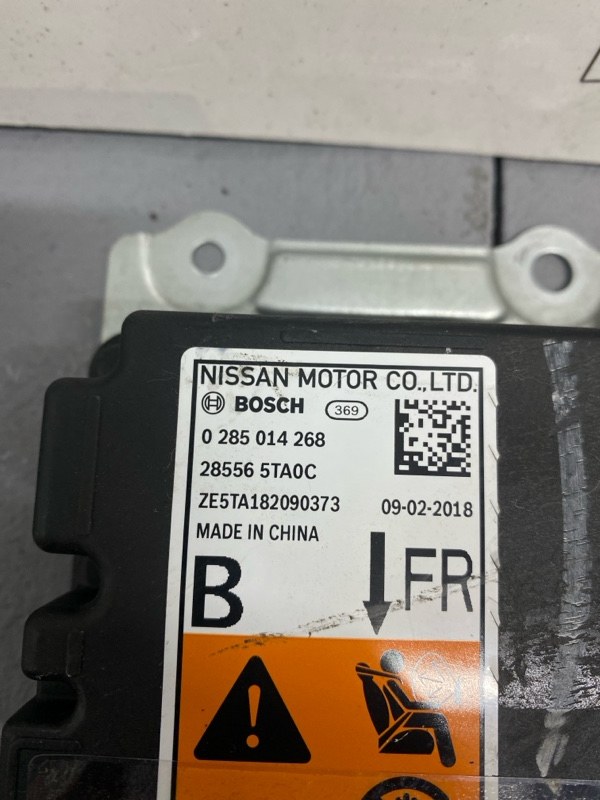 NISSAN MOTOR CO.,LTD.
BOSCH 369
0 285 014 268
28556 5TA0C
ZE5TA182090373 09-02-2018
MADE IN CHINA
B FR